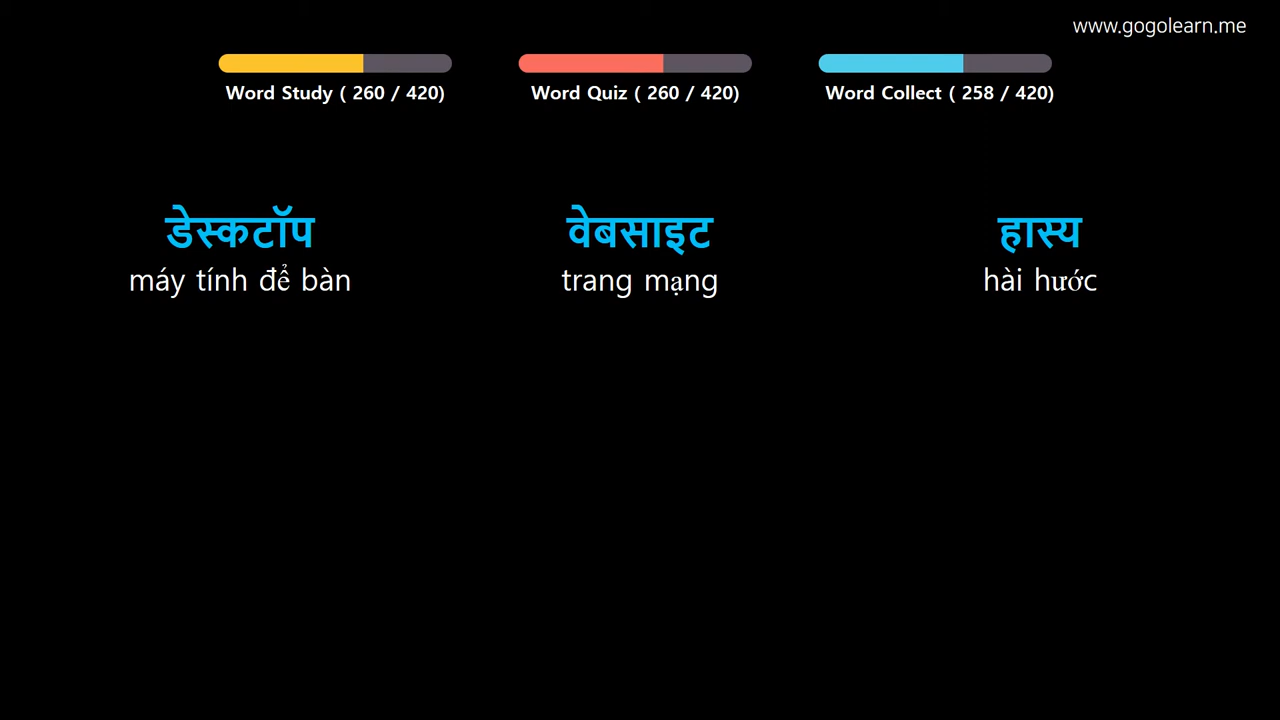 www.gogolearn.me
Word Study ( 260 / 420)
Word Quiz ( 260 / 420)
Word Collect ( 258 / 420)
डेस्कटॉप
máy tính để bàn
वेबसाइट
trang mạng
हास्य
hài hước